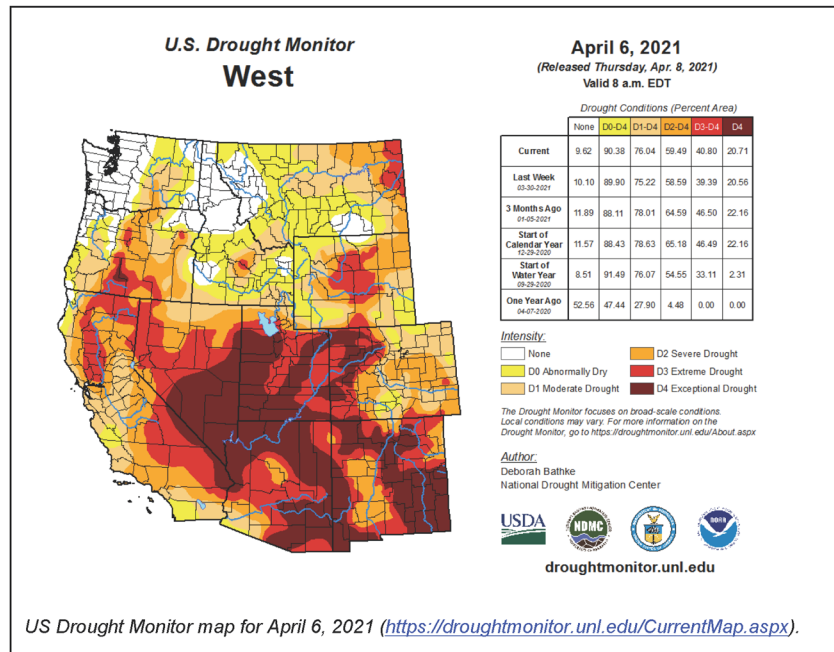 U.S. Drought Monitor
West
April 6, 2021
(Released Thursday, Apr. 8, 2021)
Valid 8 a.m. EDT
Drought Conditions (Percent Area)
None D0-D4 D1-D4 D2-D4 D3-D4 D4
Current 9.62 90.38 76.04 59.49 40.80 20.71
Last Week
03-30-2021 10.10 89.90 75.22 58.59 39.39 20.56
3 Months Ago
01-05-2021 11.89 88.11 78.01 64.59 46.50 22.16
Start of
Calendar Year
12-29-2020 11.57 88.43 78.63 65.18 46.49 22.16
Start of
Water Year
09-29-2020 8.51 91.49 76.07 54.55 33.11 2.31
One Year Ago
04-07-2020 52.56 47.44 27.90 4.48 0.00 0.00
Intensity:
None
D0 Abnormally Dry
D1 Moderate Drought
D2 Severe Drought
D3 Extreme Drought
D4 Exceptional Drought
The Drought Monitor focuses on broad-scale conditions.
Local conditions may vary. For more information on the
Drought Monitor, go to https://droughtmonitor.unl.edu/About.aspx
Author:
Deborah Bathke
National Drought Mitigation Center
USDA
NDMC
NOAA
droughtmonitor.unl.edu
US Drought Monitor map for April 6, 2021 (https://droughtmonitor.unl.edu/CurrentMap.aspx).